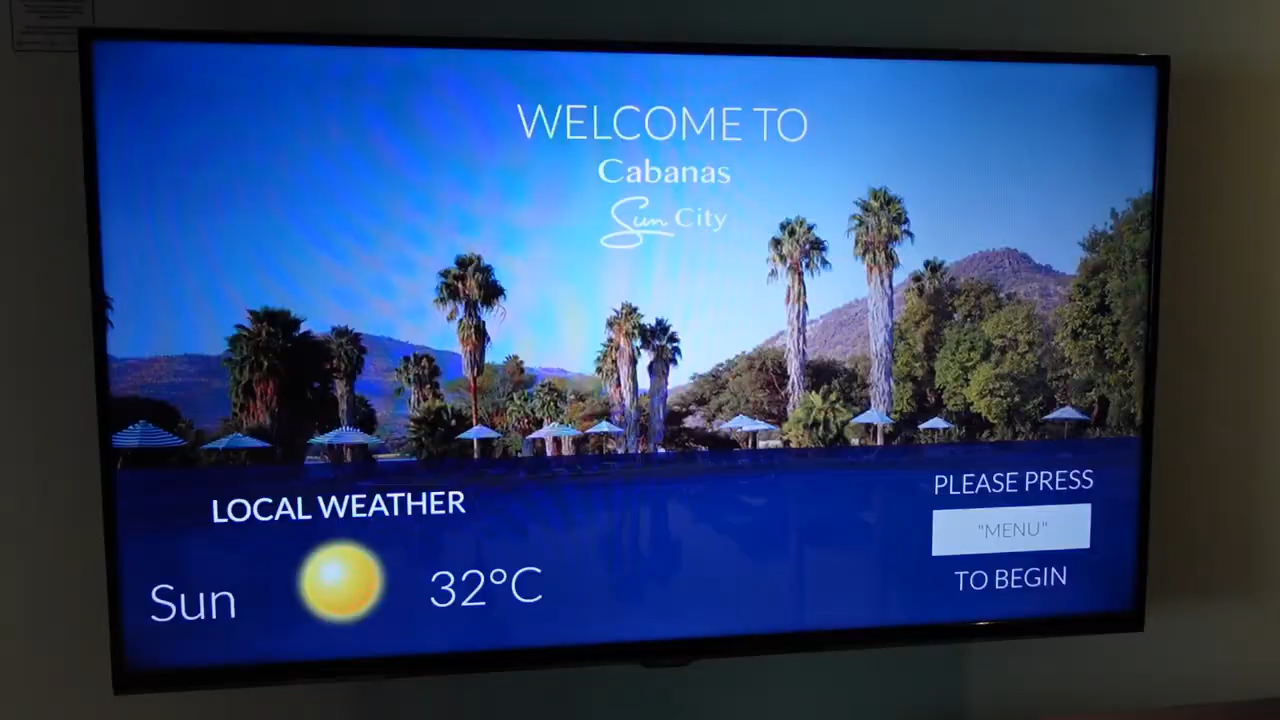 WELCOME TO
Cabanas
Sun City
LOCAL WEATHER
Sun
32°C
PLEASE PRESS
"MENU"
TO BEGIN